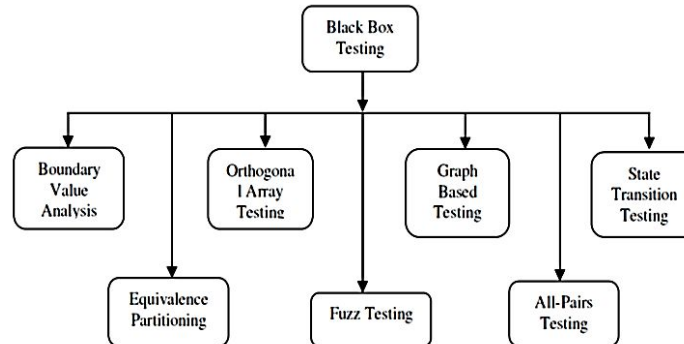 Black Box
Testing
Boundary
Value
Analysis
Orthogona
l Array
Testing
Graph
Based
Testing
State
Transition
Testing
Equivalence
Partitioning
Fuzz Testing
All-Pairs
Testing